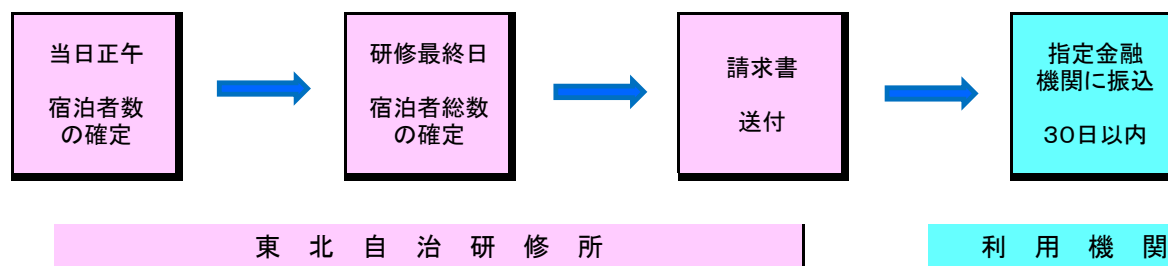 当日正午
宿泊者数
の確定
研修最終日
宿泊者総数
の確定
請求書
送付
指定金融
機関に振込
30日以内
東北自治研修所
利用機関